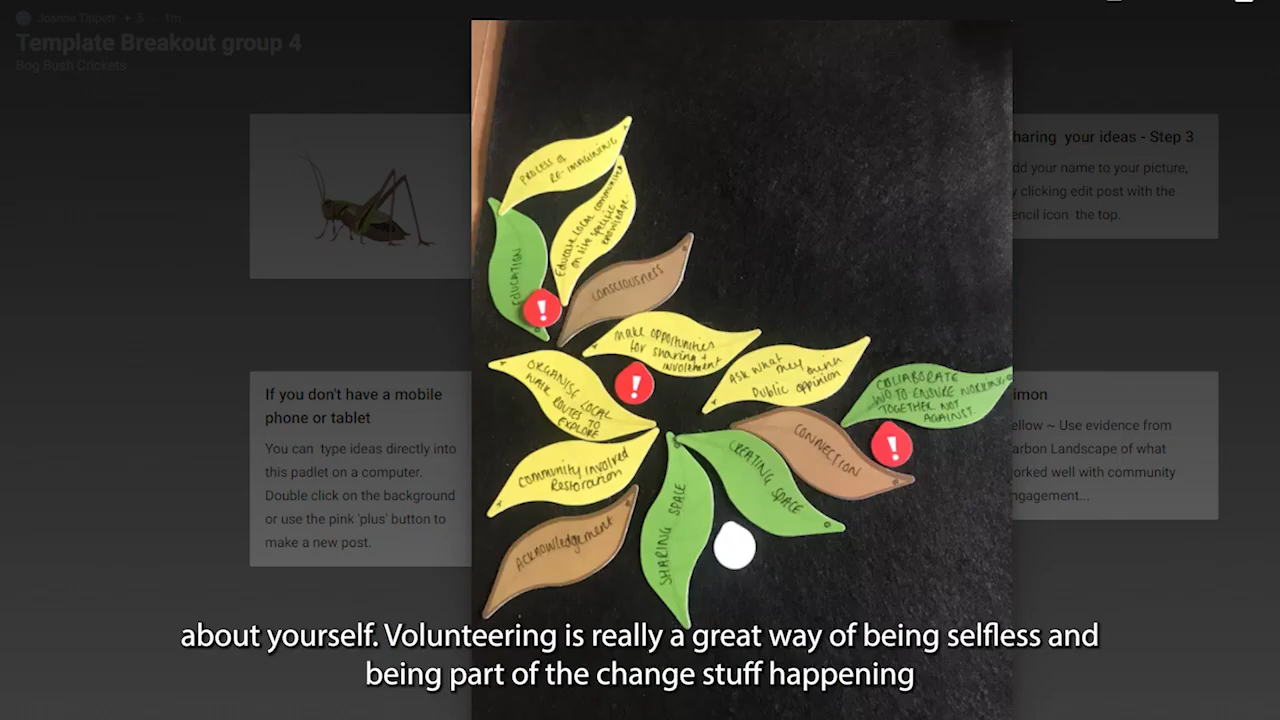 Joanne Tippett + 5 · 1m
Template Breakout group 4
Bog Bush Crickets
PROCESS OF
RE-IMAGINING
Educate local communities
on site specific
knowledge.
EDUCATION
!
CONSCIOUSNESS
Make opportunities
for sharing +
involvement
!
ORGANISE LOCAL
WALK ROUTES TO
EXPLORE
ASK what
they think
Public opinion
COLLABORATE
TO ENSURE WORKING
TOGETHER NOT
AGAINST.
!
CONNECTION
CREATING SPACE
SHARING SPACE
Community involved
Restoration
ACKNOWLEDGEMENT
haring your ideas - Step 3
dd your name to your picture,
y clicking edit post with the
encil icon the top.
If you don't have a mobile
phone or tablet
You can type ideas directly into
this padlet on a computer.
Double click on the background
or use the pink 'plus' button to
make a new post.
imon
ellow ~ Use evidence from
arbon Landscape of what
orked well with community
ngagement...
about yourself. Volunteering is really a great way of being selfless and
being part of the change stuff happening